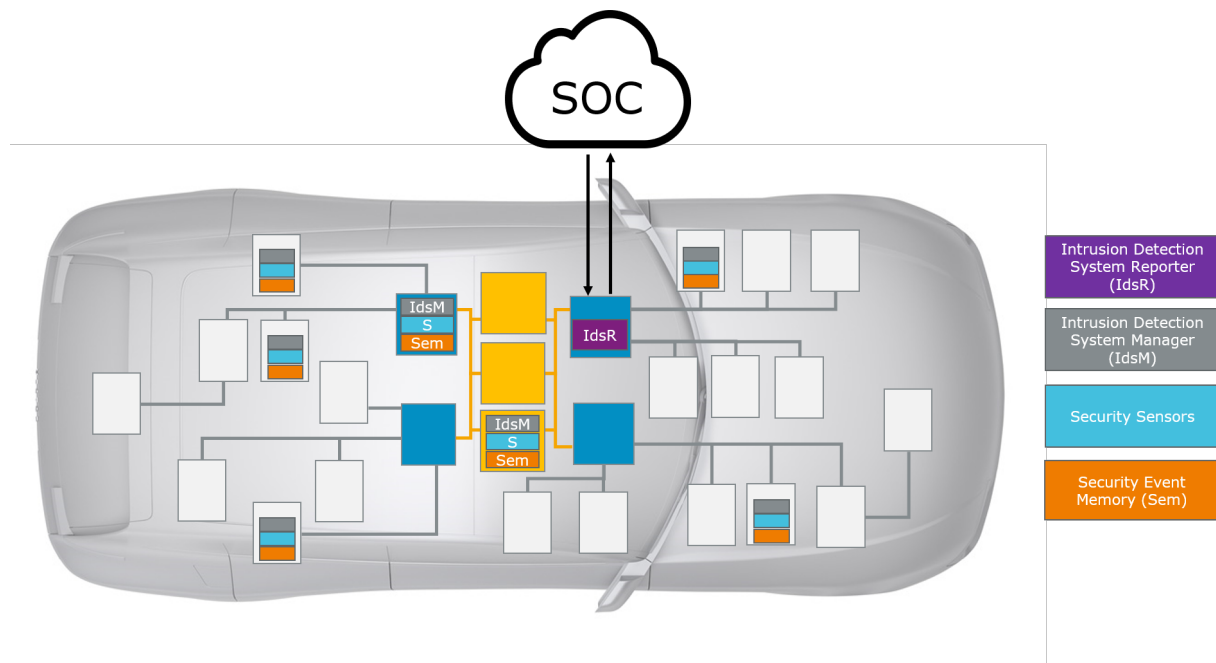 SOC
IdsM
S
Sem
IdsR
IdsM
S
Sem
Intrusion Detection
System Reporter
(IdsR)
Intrusion Detection
System Manager
(IdsM)
Security Sensors
Security Event
Memory (Sem)